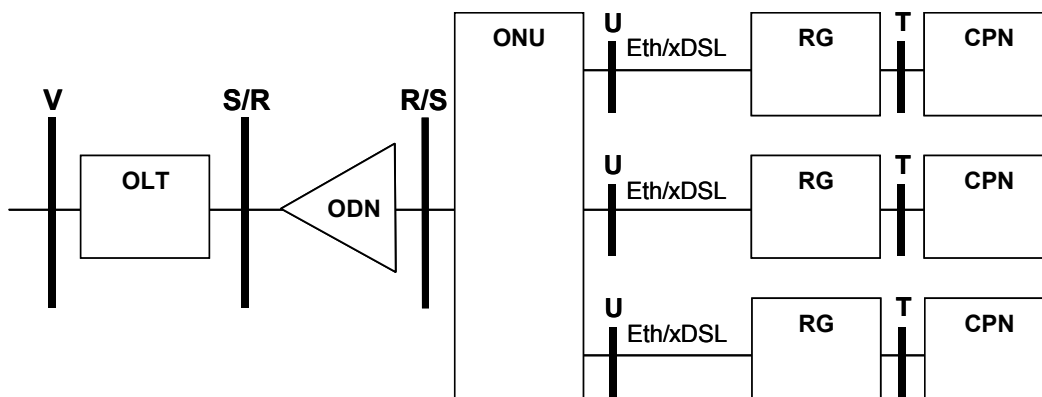 ONU
U
Eth/xDSL
RG
T
CPN
V
S/R
R/S
OLT
ODN
U
Eth/xDSL
RG
T
CPN
U
Eth/xDSL
RG
T
CPN